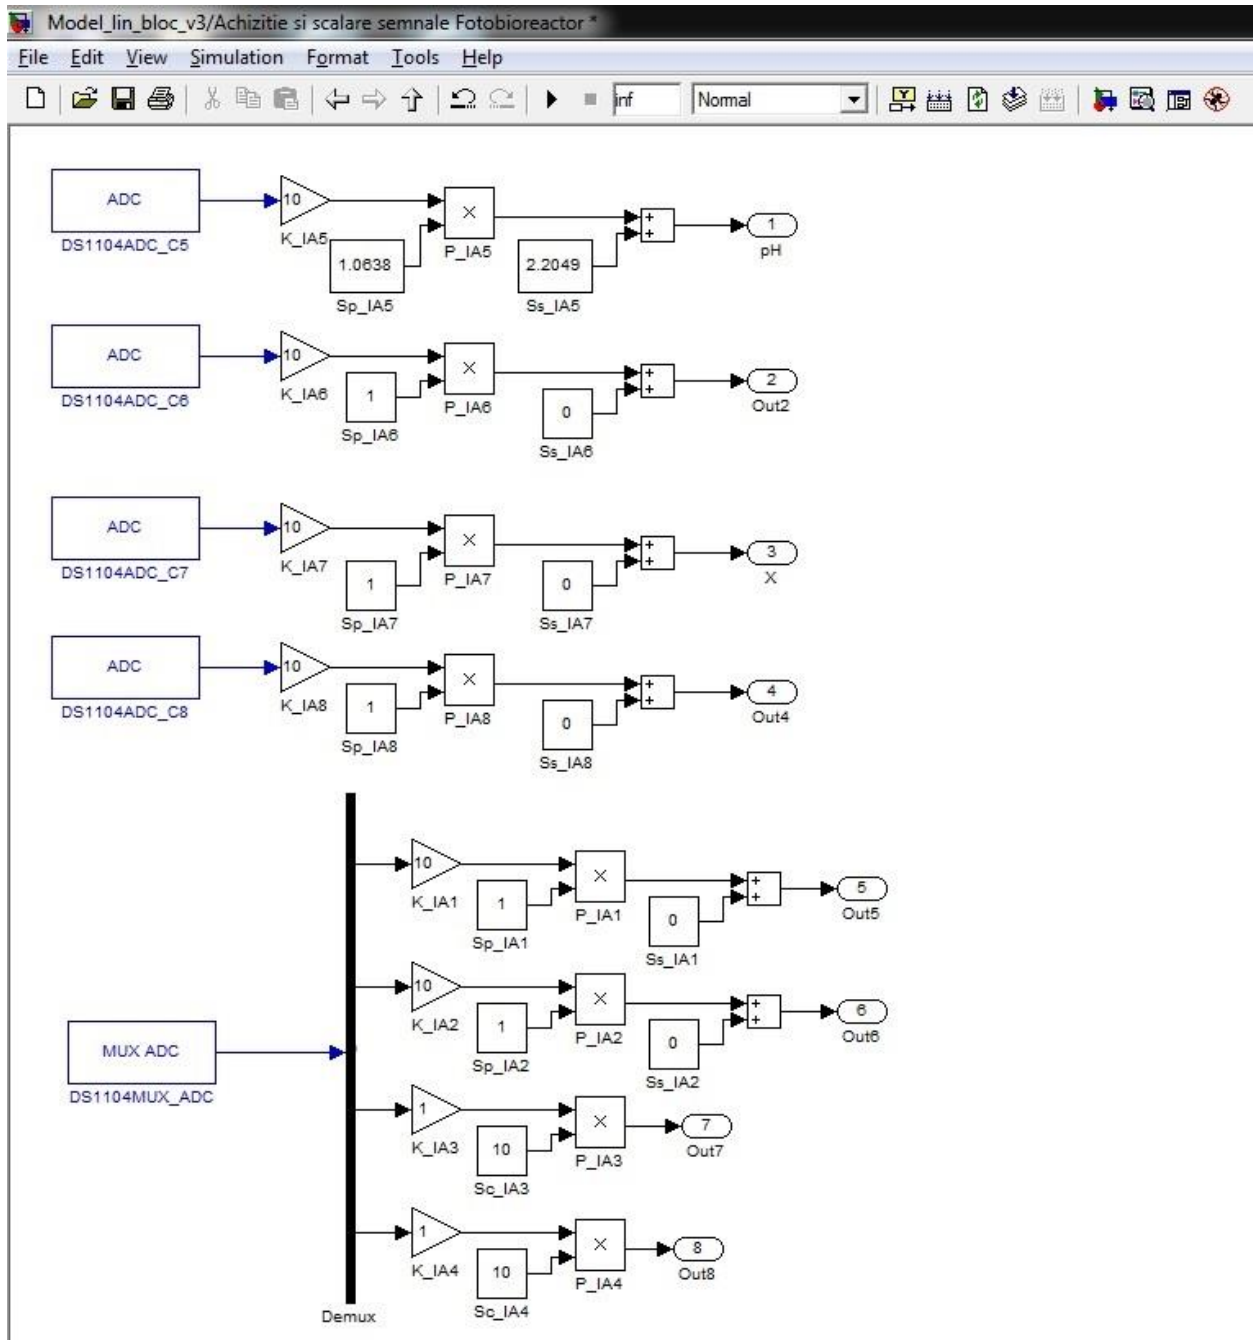 Model_lin_bloc_v3/Achizitie si scalare semnale Fotobioreactor *
File Edit View Simulation Format Tools Help
inf Normal
ADC
DS1104ADC_C5
10
K_IA5
1.0638
Sp_IA5
×
P_IA5
2.2049
Ss_IA5
+
+
1
pH
ADC
DS1104ADC_C6
10
K_IA6
1
Sp_IA6
×
P_IA6
0
Ss_IA6
+
+
2
Out2
ADC
DS1104ADC_C7
10
K_IA7
1
Sp_IA7
×
P_IA7
0
Ss_IA7
+
+
3
X
ADC
DS1104ADC_C8
10
K_IA8
1
Sp_IA8
×
P_IA8
0
Ss_IA8
+
+
4
Out4
MUX ADC
DS1104MUX_ADC
Demux
10
K_IA1
1
Sp_IA1
×
P_IA1
0
Ss_IA1
+
+
5
Out5
10
K_IA2
1
Sp_IA2
×
P_IA2
0
Ss_IA2
+
+
6
Out6
1
K_IA3
10
Sc_IA3
×
P_IA3
7
Out7
1
K_IA4
10
Sc_IA4
×
P_IA4
8
Out8